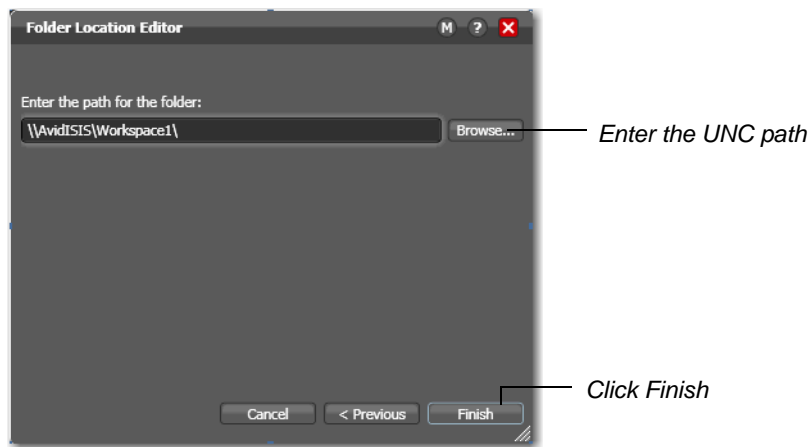 Folder Location Editor M ? X
Enter the path for the folder:
\\AvidISIS\Workspace1\ Browse... Enter the UNC path
Click Finish
Cancel < Previous Finish